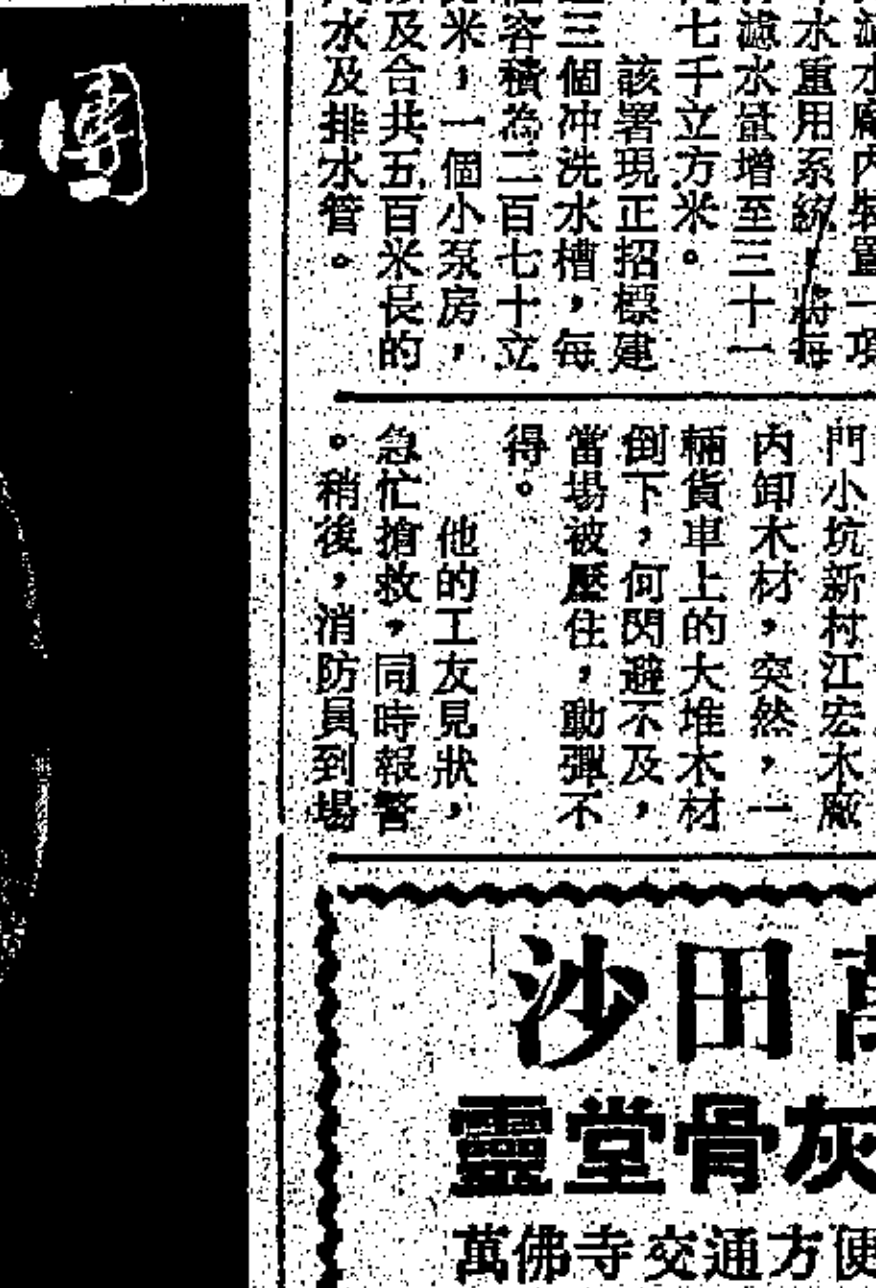 濾水廠內裝置一項
水重用系統，將每
濾水量增至三十一
七千立方米。
該署現正招標建
三個冲洗水槽，每
容積為二百七十立
米，一個小泵房，
及合共五百米長的
水及排水管。
門小坑新村江宏木廠
內卸木材，突然，一
輛貨車上的大堆木材
倒下，何閃避不及，
當場被壓住，動彈不
得。
他的工友見狀，
急忙搶救，同時報警
。稍後，消防員到場
團
沙田萬
靈堂骨灰
萬佛寺交通方便